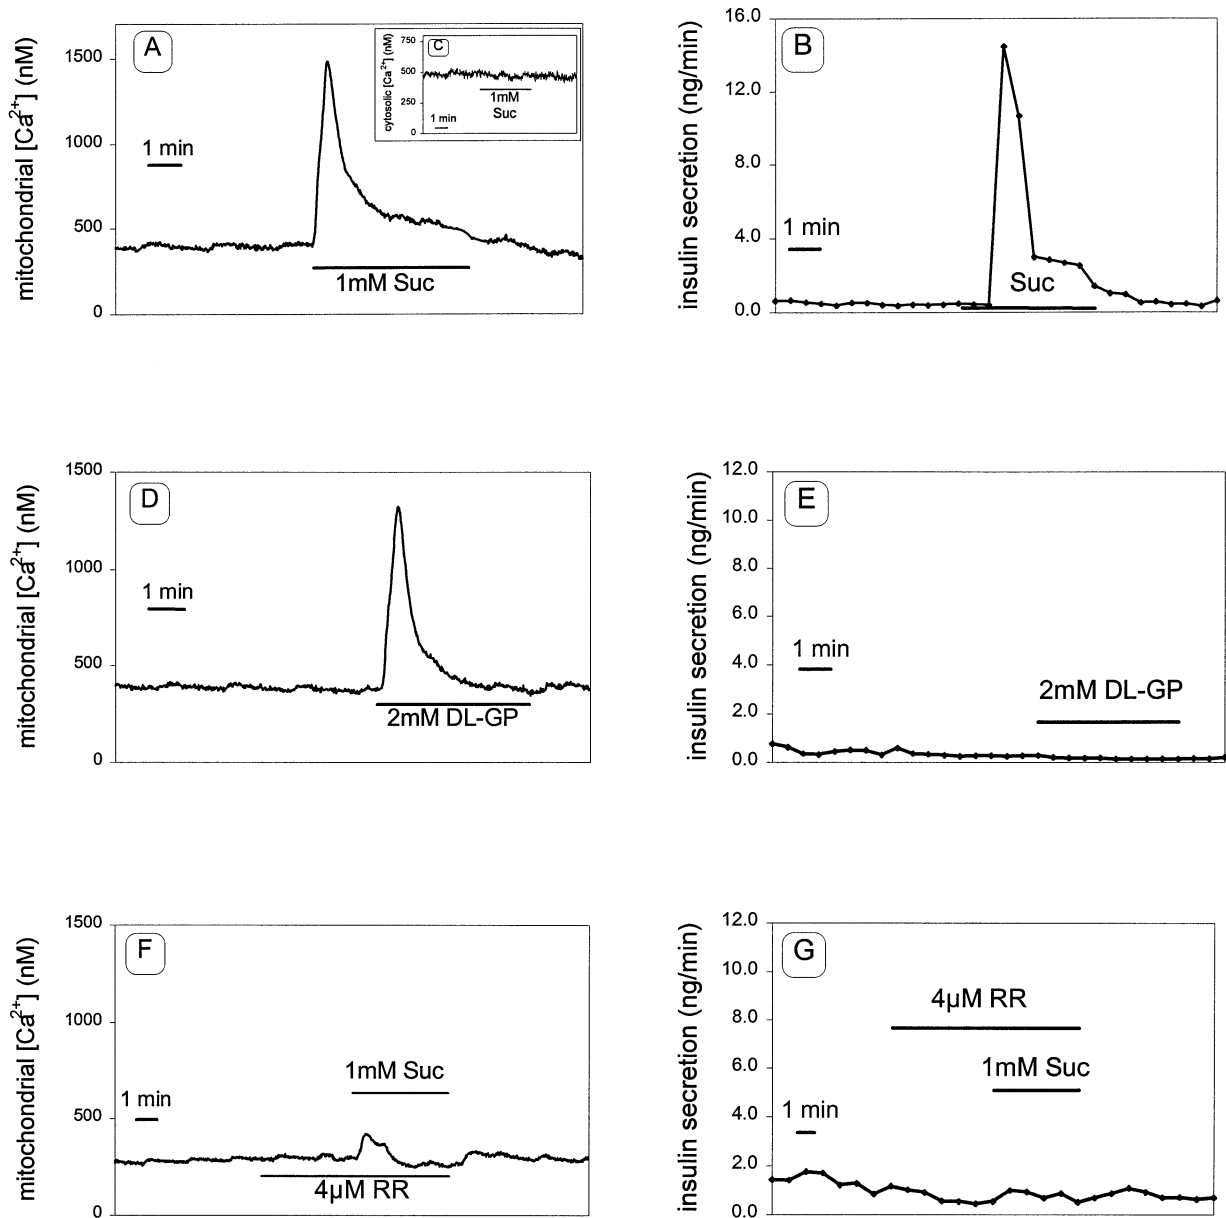 A
mitochondrial [Ca2+] (nM)
1500
1000
500
0
1 min
1mM Suc
C
cytosolic [Ca2+] (nM)
750
500
250
0
1mM
Suc
1 min
B
insulin secretion (ng/min)
16.0
12.0
8.0
4.0
0.0
1 min
Suc
D
mitochondrial [Ca2+] (nM)
1500
1000
500
0
1 min
2mM DL-GP
E
insulin secretion (ng/min)
12.0
10.0
8.0
6.0
4.0
2.0
0.0
1 min
2mM DL-GP
F
mitochondrial [Ca2+] (nM)
1500
1000
500
0
1mM Suc
1 min
4µM RR
G
insulin secretion (ng/min)
12.0
10.0
8.0
6.0
4.0
2.0
0.0
4µM RR
1mM Suc
1 min